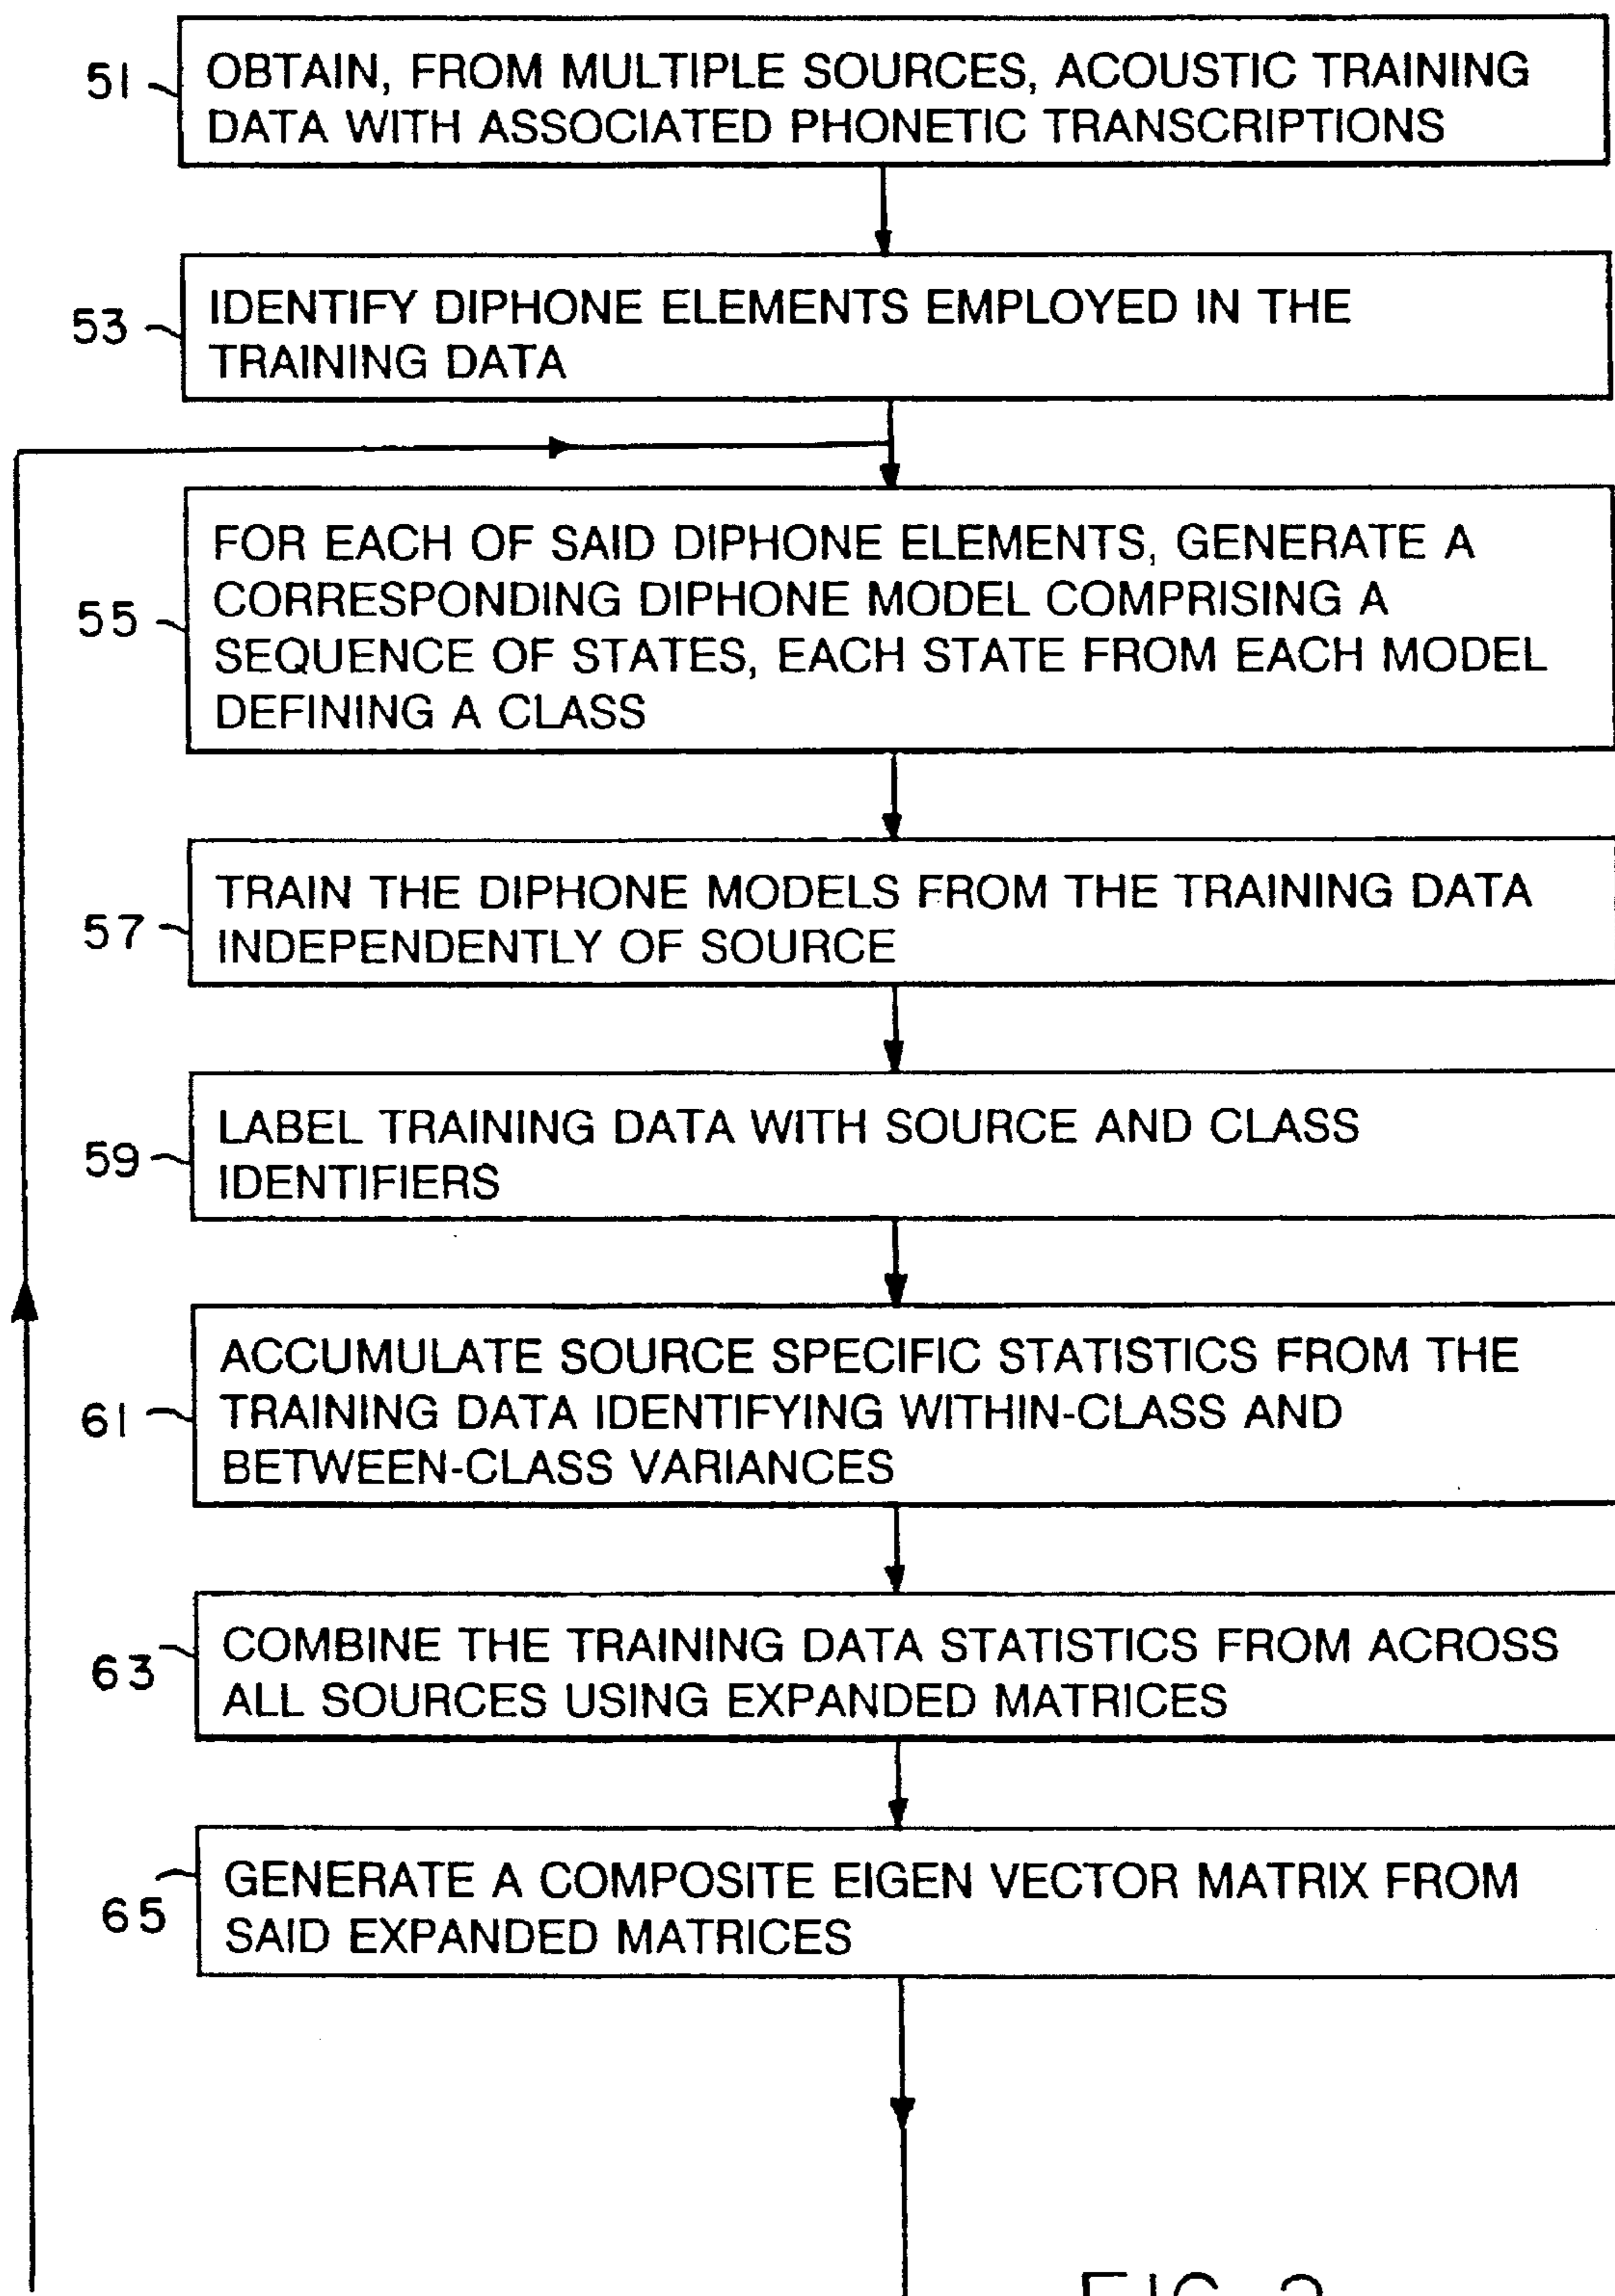 51
OBTAIN, FROM MULTIPLE SOURCES, ACOUSTIC TRAINING
DATA WITH ASSOCIATED PHONETIC TRANSCRIPTIONS
53
IDENTIFY DIPHONE ELEMENTS EMPLOYED IN THE
TRAINING DATA
55
FOR EACH OF SAID DIPHONE ELEMENTS, GENERATE A
CORRESPONDING DIPHONE MODEL COMPRISING A
SEQUENCE OF STATES, EACH STATE FROM EACH MODEL
DEFINING A CLASS
57
TRAIN THE DIPHONE MODELS FROM THE TRAINING DATA
INDEPENDENTLY OF SOURCE
59
LABEL TRAINING DATA WITH SOURCE AND CLASS
IDENTIFIERS
61
ACCUMULATE SOURCE SPECIFIC STATISTICS FROM THE
TRAINING DATA IDENTIFYING WITHIN-CLASS AND
BETWEEN-CLASS VARIANCES
63
COMBINE THE TRAINING DATA STATISTICS FROM ACROSS
ALL SOURCES USING EXPANDED MATRICES
65
GENERATE A COMPOSITE EIGEN VECTOR MATRIX FROM
SAID EXPANDED MATRICES